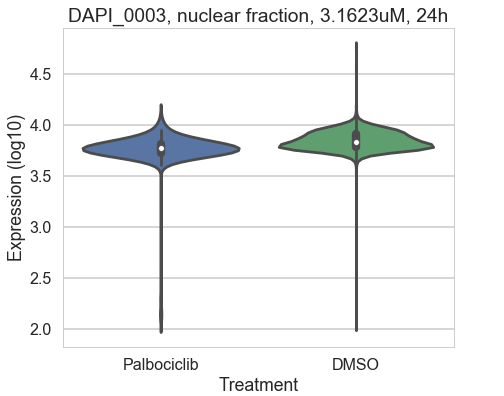 DAPI_0003, nuclear fraction, 3.1623uM, 24h
4.5
4.0
3.5
3.0
2.5
2.0
Expression (log10)
Palbociclib DMSO
Treatment